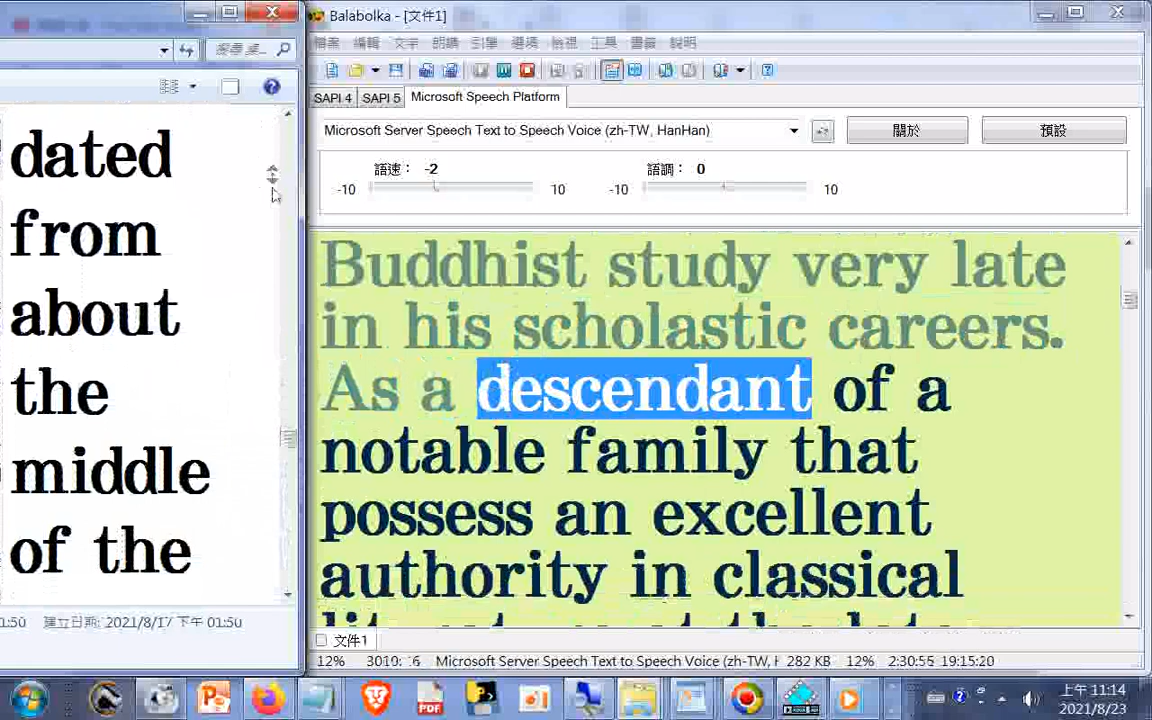 Balabolka - [文件1]
檔案 編輯 文字 朗讀 引擎 選項 檢視 工具 書籤 說明
SAPI 4 SAPI 5 Microsoft Speech Platform
Microsoft Server Speech Text to Speech Voice (zh-TW, HanHan)
關於
預設
語速： -2
語調： 0
-10 10 -10 10
dated
from
about
the
middle
of the
Buddhist study very late
in his scholastic careers.
As a descendant of a
notable family that
possess an excellent
authority in classical
01:50 建立日期: 2021/8/17 下午 01:50
文件1
12% Microsoft Server Speech Text to Speech Voice (zh-TW, H 282 KB 12% 2:30:55 19:15:20
PDF
上午 11:14
2021/8/23